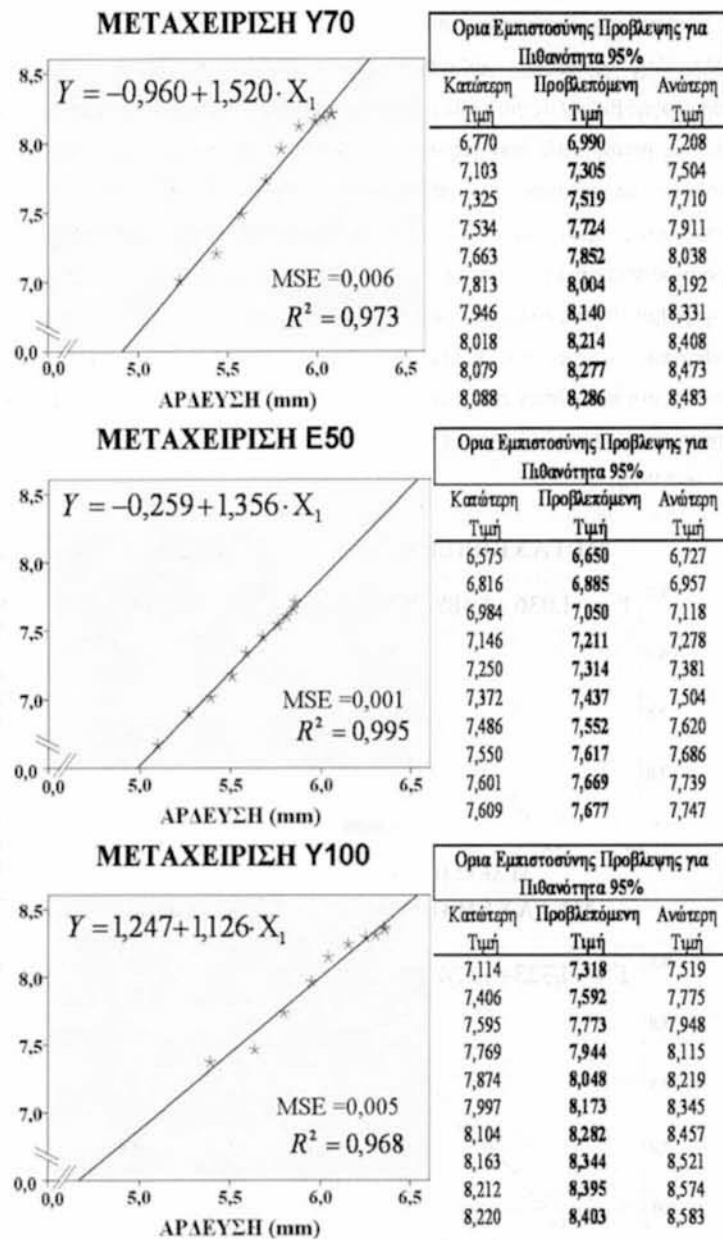 ΜΕΤΑΧΕΙΡΙΣΗ Υ70
8,5
Y = −0,960+1,520· X₁
8,0
7,5
7,0
MSE =0,006
R² = 0,973
0,0
0,0 5,0 5,5 6,0 6,5
ΑΡΔΕΥΣΗ (mm)
Ορια Εμπιστοσύνης Πρόβλεψης για
Πιθανότητα 95%
Κατώτερη Προβλεπόμενη Ανώτερη
Τιμή Τιμή Τιμή
6,770 6,990 7,208
7,103 7,305 7,504
7,325 7,519 7,710
7,534 7,724 7,911
7,663 7,852 8,038
7,813 8,004 8,192
7,946 8,140 8,331
8,018 8,214 8,408
8,079 8,277 8,473
8,088 8,286 8,483
ΜΕΤΑΧΕΙΡΙΣΗ Ε50
8,5
Y = −0,259+1,356· X₁
8,0
7,5
7,0
MSE =0,001
R² = 0,995
0,0
0,0 5,0 5,5 6,0 6,5
ΑΡΔΕΥΣΗ (mm)
Ορια Εμπιστοσύνης Πρόβλεψης για
Πιθανότητα 95%
Κατώτερη Προβλεπόμενη Ανώτερη
Τιμή Τιμή Τιμή
6,575 6,650 6,727
6,816 6,885 6,957
6,984 7,050 7,118
7,146 7,211 7,278
7,250 7,314 7,381
7,372 7,437 7,504
7,486 7,552 7,620
7,550 7,617 7,686
7,601 7,669 7,739
7,609 7,677 7,747
ΜΕΤΑΧΕΙΡΙΣΗ Υ100
8,5
Y = 1,247+1,126· X₁
8,0
7,5
7,0
MSE =0,005
R² = 0,968
0,0
0,0 5,0 5,5 6,0 6,5
ΑΡΔΕΥΣΗ (mm)
Ορια Εμπιστοσύνης Πρόβλεψης για
Πιθανότητα 95%
Κατώτερη Προβλεπόμενη Ανώτερη
Τιμή Τιμή Τιμή
7,114 7,318 7,519
7,406 7,592 7,775
7,595 7,773 7,948
7,769 7,944 8,115
7,874 8,048 8,219
7,997 8,173 8,345
8,104 8,282 8,457
8,163 8,344 8,521
8,212 8,395 8,574
8,220 8,403 8,583